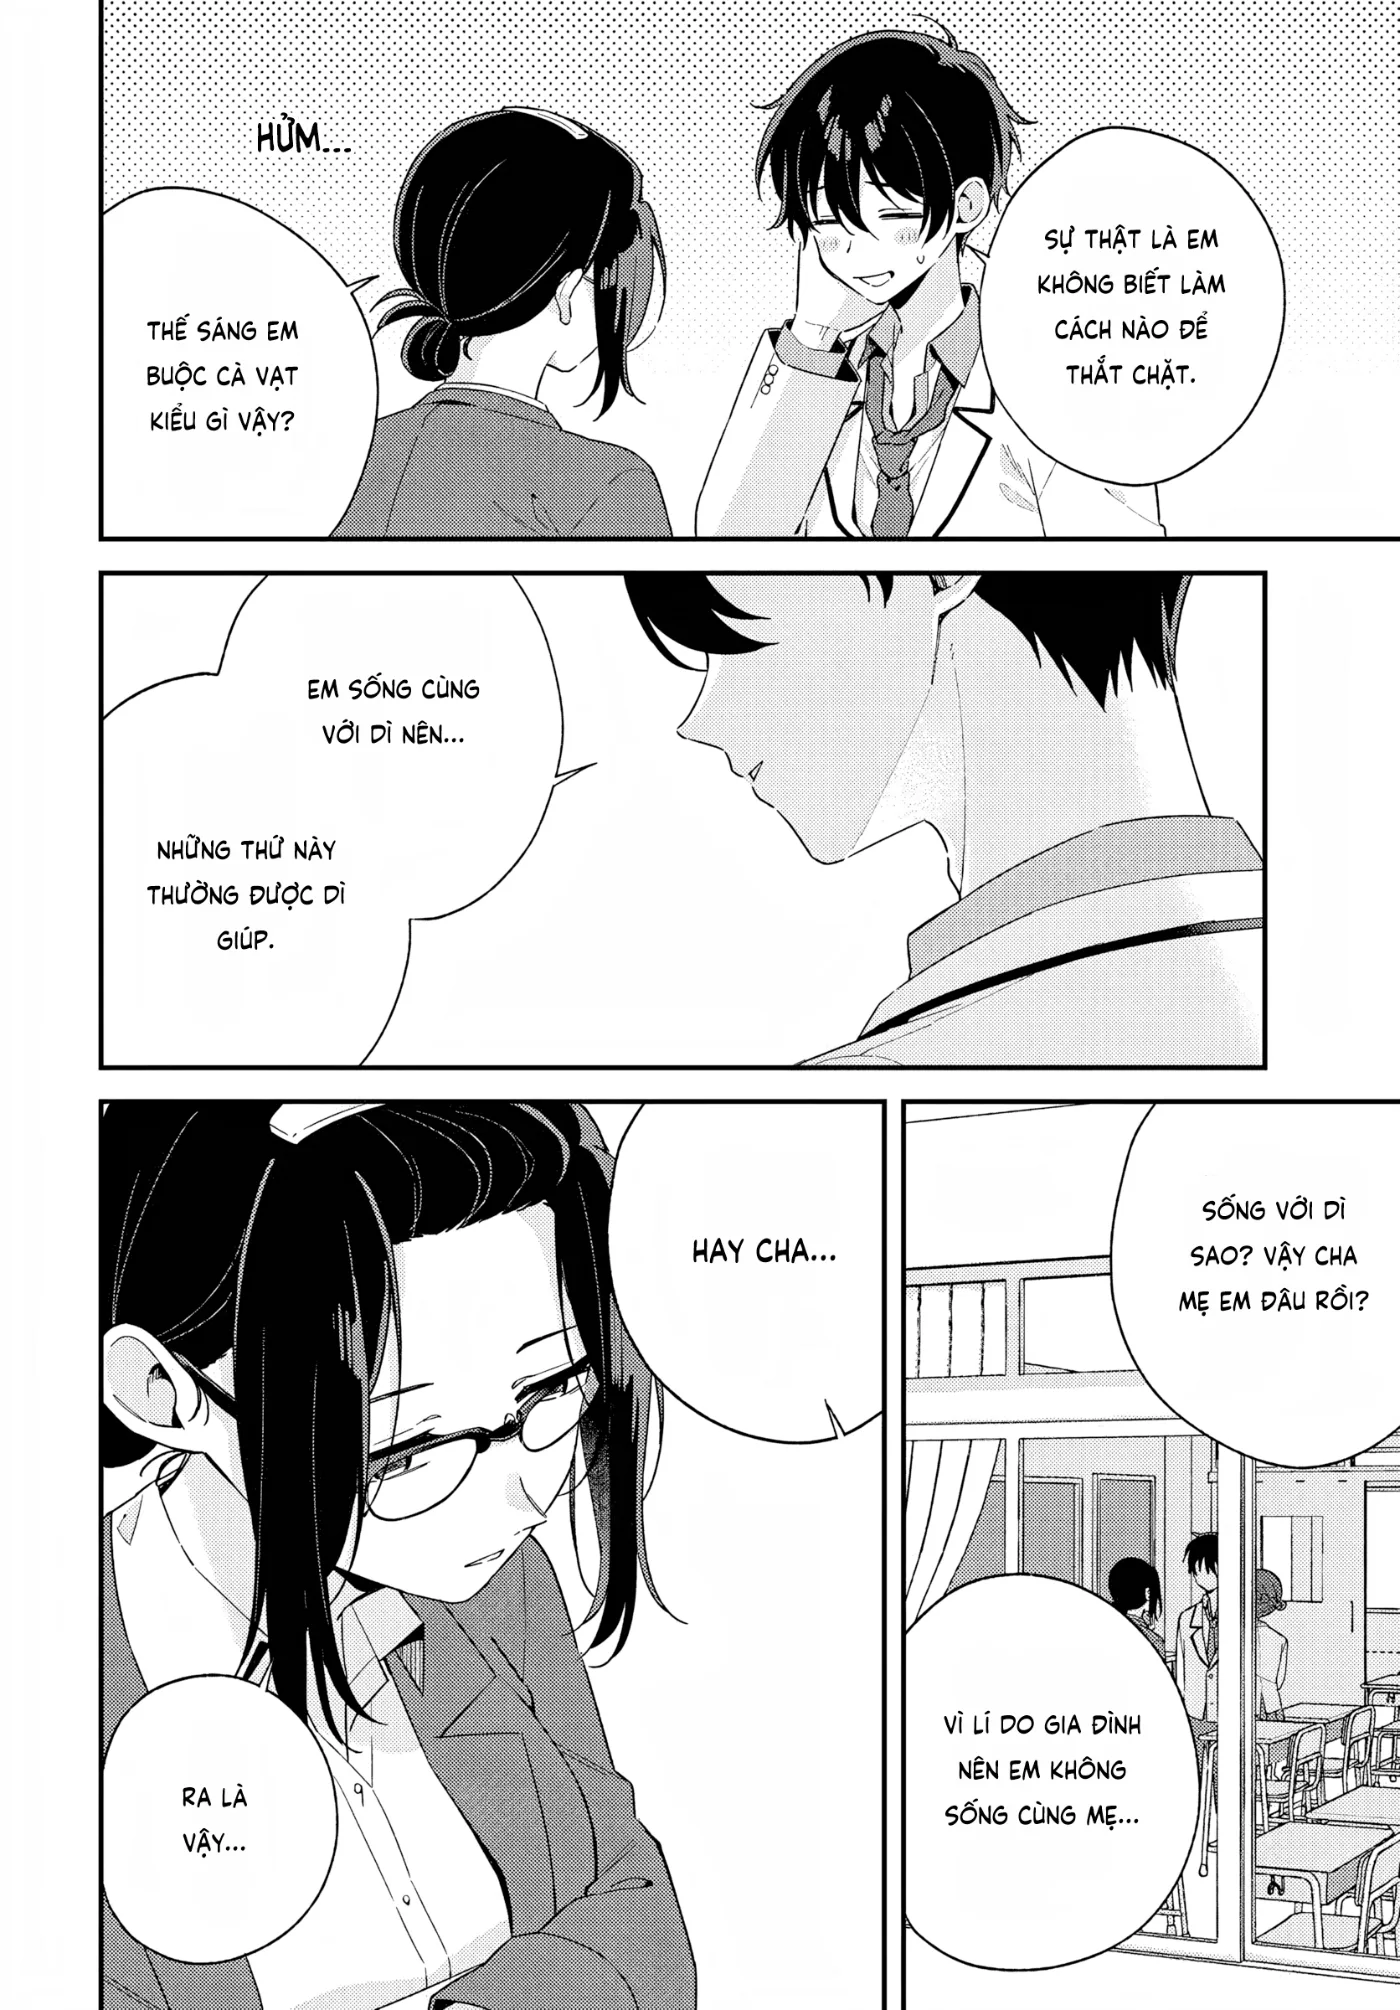 SỰ THẬT LÀ EM
KHÔNG BIẾT LÀM
CÁCH NÀO ĐỂ
THẮT CHẶT.
HỬM...
THẾ SÁNG EM
BUỘC CÀ VẠT
KIỂU GÌ VẬY?
EM SỐNG CÙNG
VỚI DÌ NÊN...
NHỮNG THỨ NÀY
THƯỜNG ĐƯỢC DÌ
GIÚP.
SỐNG VỚI DÌ
SAO? VẬY CHA
MẸ EM ĐÂU RỒI?
VÌ LÍ DO GIA ĐÌNH
NÊN EM KHÔNG
SỐNG CÙNG MẸ...
HAY CHA...
RA LÀ
VẬY...